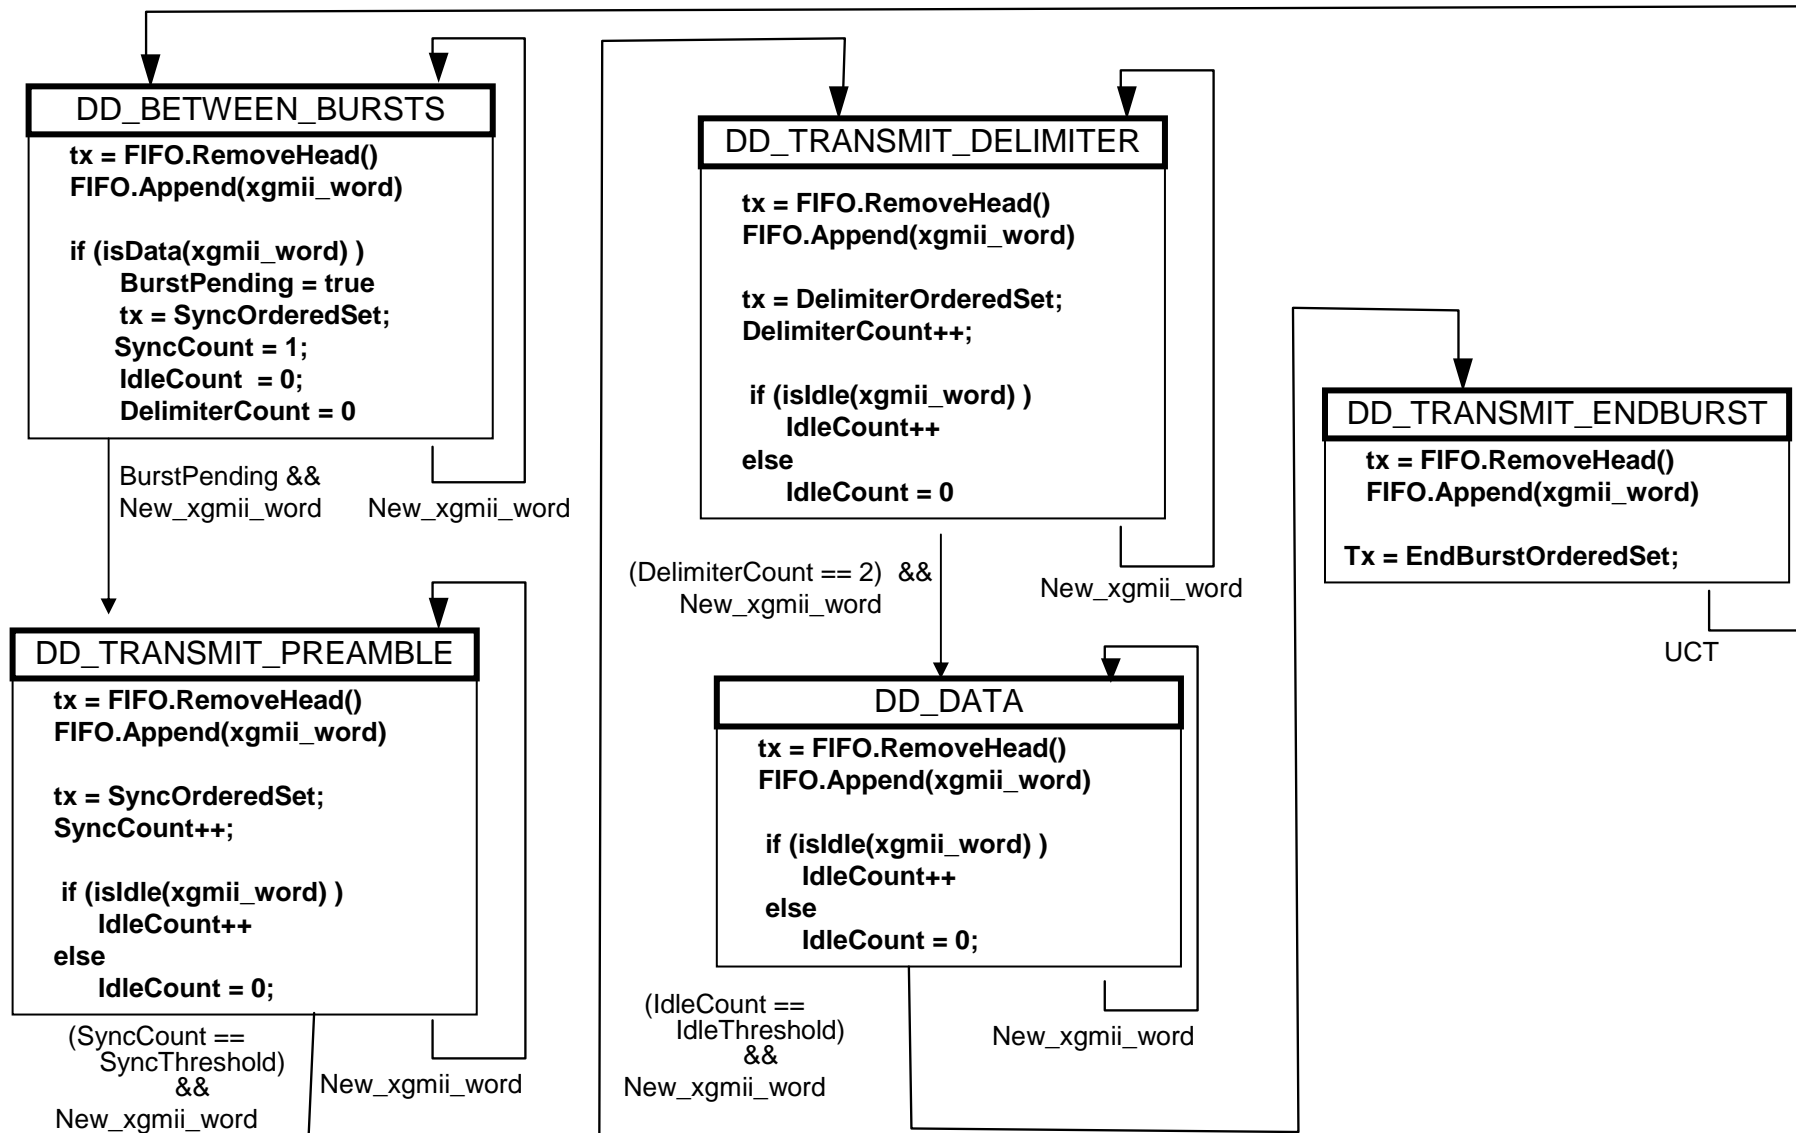 DD_BETWEEN_BURSTS
tx = FIFO.RemoveHead()
FIFO.Append(xgmii_word)
if (isData(xgmii_word) )
BurstPending = true
tx = SyncOrderedSet;
SyncCount = 1;
IdleCount  = 0;
DelimiterCount = 0
BurstPending &&
New_xgmii_word
New_xgmii_word
DD_TRANSMIT_PREAMBLE
tx = FIFO.RemoveHead()
FIFO.Append(xgmii_word)
tx = SyncOrderedSet;
SyncCount++;
if (isIdle(xgmii_word) )
IdleCount++
else
IdleCount = 0;
(SyncCount ==
SyncThreshold)
&&
New_xgmii_word
New_xgmii_word
DD_TRANSMIT_DELIMITER
tx = FIFO.RemoveHead()
FIFO.Append(xgmii_word)
tx = DelimiterOrderedSet;
DelimiterCount++;
if (isIdle(xgmii_word) )
IdleCount++
else
IdleCount = 0
(DelimiterCount == 2)  &&
New_xgmii_word
New_xgmii_word
DD_DATA
tx = FIFO.RemoveHead()
FIFO.Append(xgmii_word)
if (isIdle(xgmii_word) )
IdleCount++
else
IdleCount = 0;
(IdleCount ==
IdleThreshold)
&&
New_xgmii_word
New_xgmii_word
DD_TRANSMIT_ENDBURST
tx = FIFO.RemoveHead()
FIFO.Append(xgmii_word)
Tx = EndBurstOrderedSet;
UCT